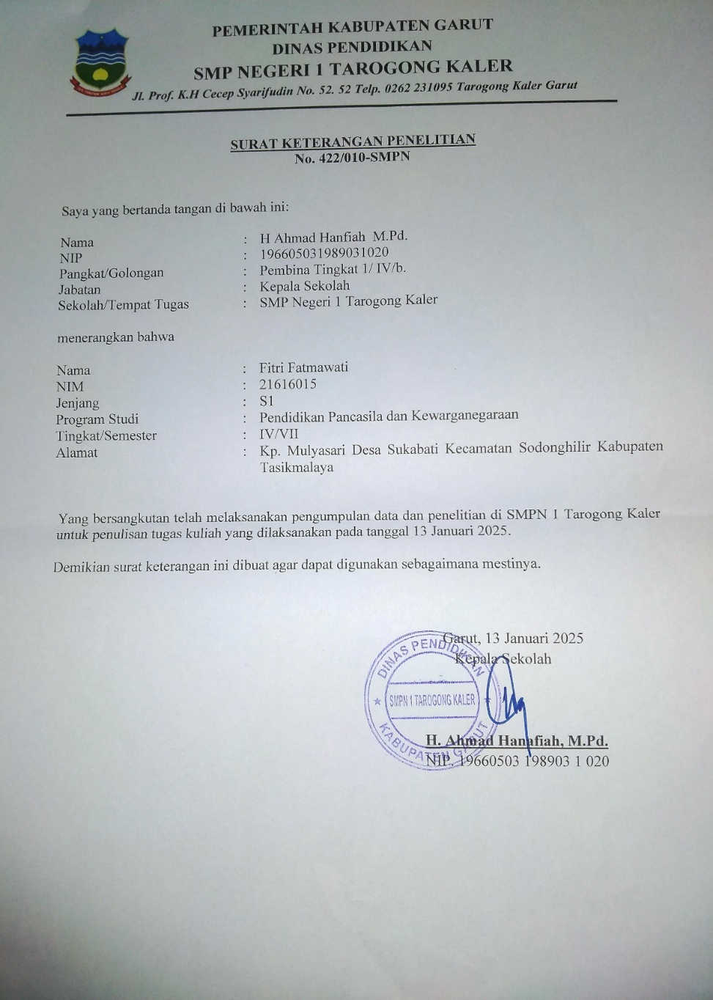 PEMERINTAH KABUPATEN GARUT
DINAS PENDIDIKAN
SMP NEGERI 1 TAROGONG KALER
Jl. Prof. K.H Cecep Syarifudin No. 52. 52 Telp. 0262 231095 Tarogong Kaler Garut
SURAT KETERANGAN PENELITIAN
No. 422/010-SMPN
Saya yang bertanda tangan di bawah ini:
Nama : H Ahmad Hanfiah M.Pd.
NIP : 196605031989031020
Pangkat/Golongan : Pembina Tingkat 1/ IV/b.
Jabatan : Kepala Sekolah
Sekolah/Tempat Tugas : SMP Negeri 1 Tarogong Kaler
menerangkan bahwa
Nama : Fitri Fatmawati
NIM : 21616015
Jenjang : S1
Program Studi : Pendidikan Pancasila dan Kewarganegaraan
Tingkat/Semester : IV/VII
Alamat : Kp. Mulyasari Desa Sukabati Kecamatan Sodonghilir Kabupaten
Tasikmalaya
Yang bersangkutan telah melaksanakan pengumpulan data dan penelitian di SMPN 1 Tarogong Kaler
untuk penulisan tugas kuliah yang dilaksanakan pada tanggal 13 Januari 2025.
Demikian surat keterangan ini dibuat agar dapat digunakan sebagaimana mestinya.
Garut, 13 Januari 2025
Kepala Sekolah
DINAS PENDIDIKAN
SMPN 1 TAROGONG KALER
KABUPATEN GARUT
H. Ahmad Hanafiah, M.Pd.
NIP. 19660503 198903 1 020